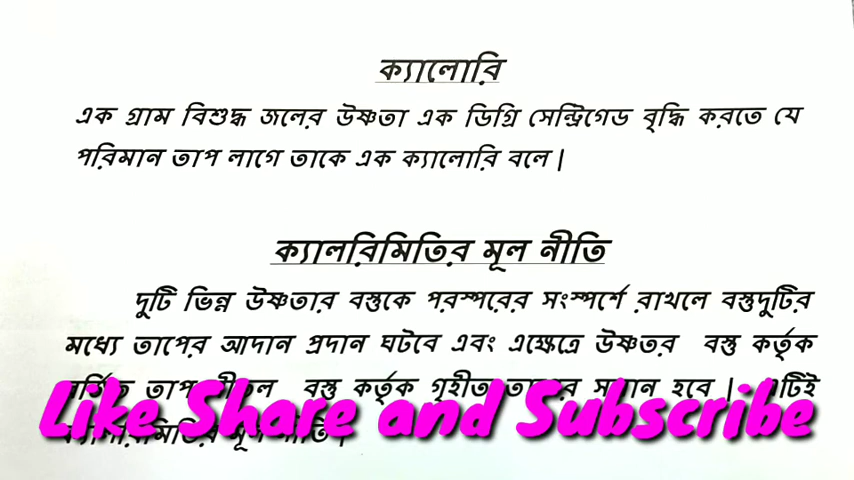 ক্যালোরি
এক গ্রাম বিশুদ্ধ জলের উষ্ণতা এক ডিগ্রি সেন্ট্রিগেড বৃদ্ধি করতে যে
পরিমান তাপ লাগে তাকে এক ক্যালোরি বলে |
ক্যালরিমিতির মূল নীতি
দুটি ভিন্ন উষ্ণতার বস্তুকে পরস্পরের সংস্পর্শে রাখলে বস্তুদুটির
মধ্যে তাপের আদান প্রদান ঘটবে এবং এক্ষেত্রে উষ্ণতর বস্তু কর্তৃক
তাপ বস্তু কর্তৃক গৃহীত হবে |
Like Share and Subscribe